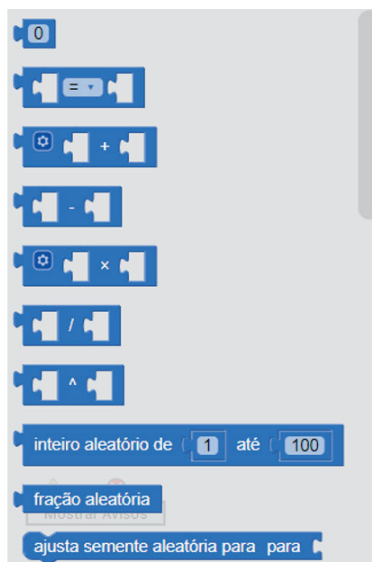 0
= ▾
+
-
×
/
^
inteiro aleatório de 1 até 100
fração aleatória
Mostrar Avisos
ajusta semente aleatória para para